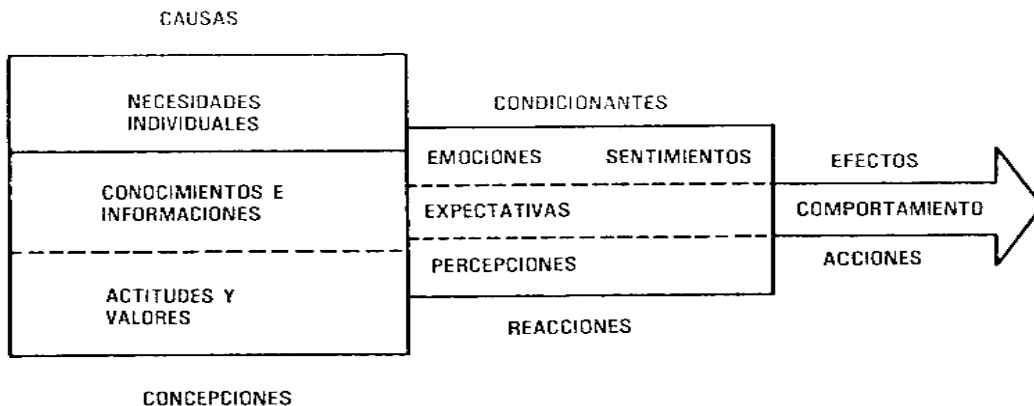 CAUSAS
NECESIDADES
INDIVIDUALES
CONOCIMIENTOS E
INFORMACIONES
ACTITUDES Y
VALORES
CONCEPCIONES
CONDICIONANTES
EMOCIONES SENTIMIENTOS
EXPECTATIVAS
PERCEPCIONES
REACCIONES
EFECTOS
COMPORTAMIENTO
ACCIONES